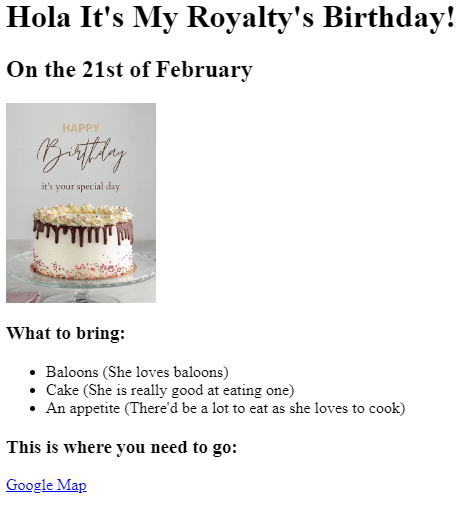 Hola It's My Royalty's Birthday!
On the 21st of February
HAPPY
Birthday
it's your special day
What to bring:
• Baloons (She loves baloons)
• Cake (She is really good at eating one)
• An appetite (There'd be a lot to eat as she loves to cook)
This is where you need to go:
Google Map